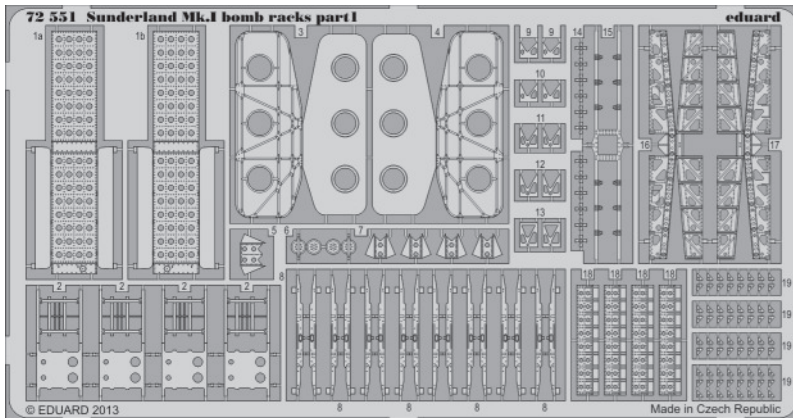 72 551 Sunderland Mk.I bomb racks part1 eduard
1a 1b 3 4 9 9 14 15
10
11
16 17
12
13
5 6 7
8 18 18 18 18
2 2 2 2 19
19
19
19
8 8 8 8
© EDUARD 2013 Made in Czech Republic